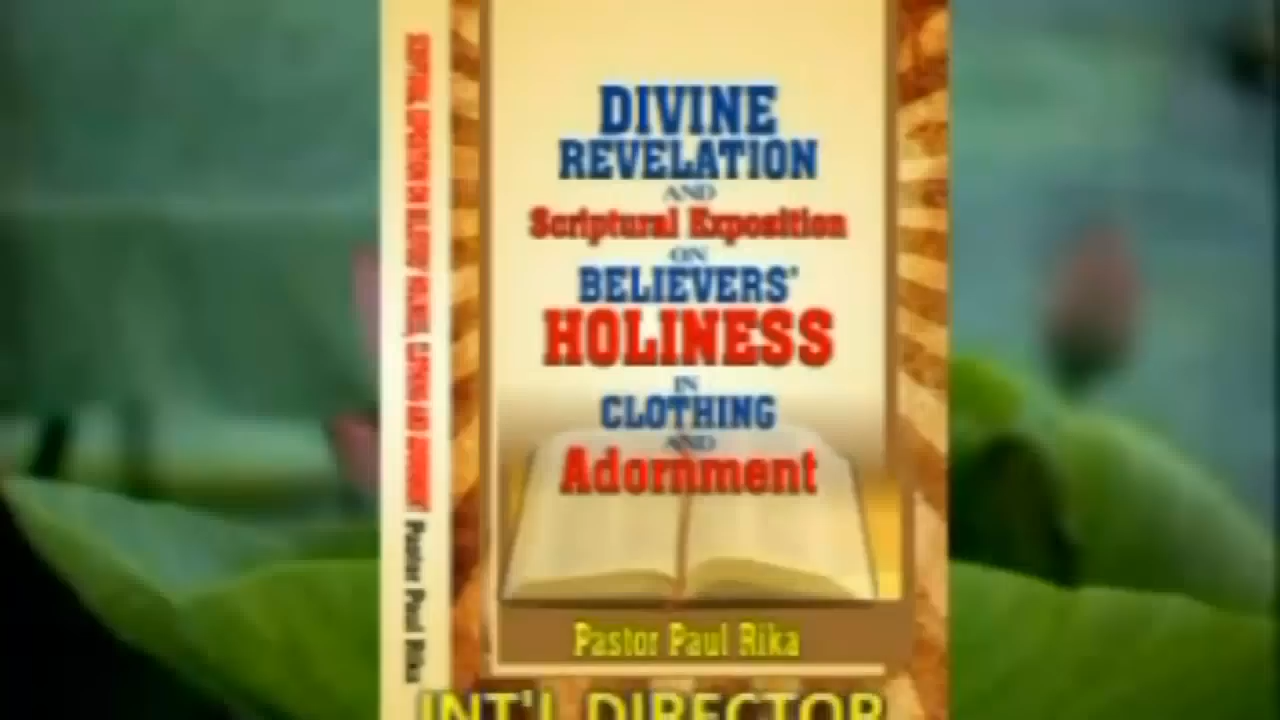 DIVINE
REVELATION
AND
Scriptural Exposition
ON
BELIEVERS'
HOLINESS
IN
CLOTHING
AND
Adornment
Pastor Paul Rika
INT'L DIRECTOR
Pastor Paul Rika